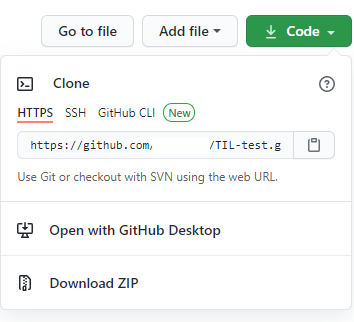 Go to file Add file Code
Clone
HTTPS SSH GitHub CLI New
https://github.com/ /TIL-test.g
Use Git or checkout with SVN using the web URL.
Open with GitHub Desktop
Download ZIP